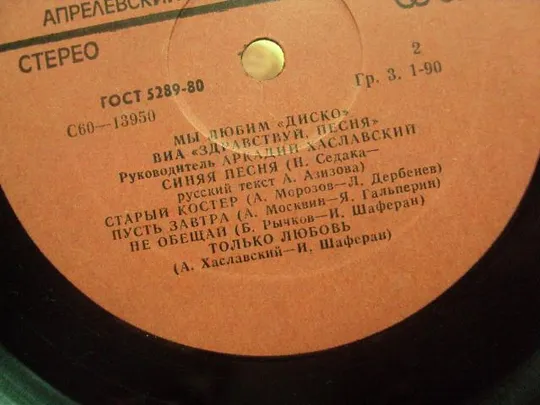 АПРЕЛЕВСКИЙ
СТЕРЕО
2
ГОСТ 5289-80
Гр. 3. 1-90
С60—13950
МЫ ЛЮБИМ «ДИСКО»
ВИА «ЗДРАВСТВУЙ, ПЕСНЯ»
Руководитель АРКАДИЙ ХАСЛАВСКИЙ
СИНЯЯ ПЕСНЯ (Н. Седака—
русский текст А. Азизова)
СТАРЫЙ КОСТЕР (А. Морозов—Л. Дербенев)
ПУСТЬ ЗАВТРА (А. Москвин—Я. Гальперин)
НЕ ОБЕЩАЙ (Б. Рычков—И. Шаферан)
ТОЛЬКО ЛЮБОВЬ
(А. Хаславский—И. Шаферан)